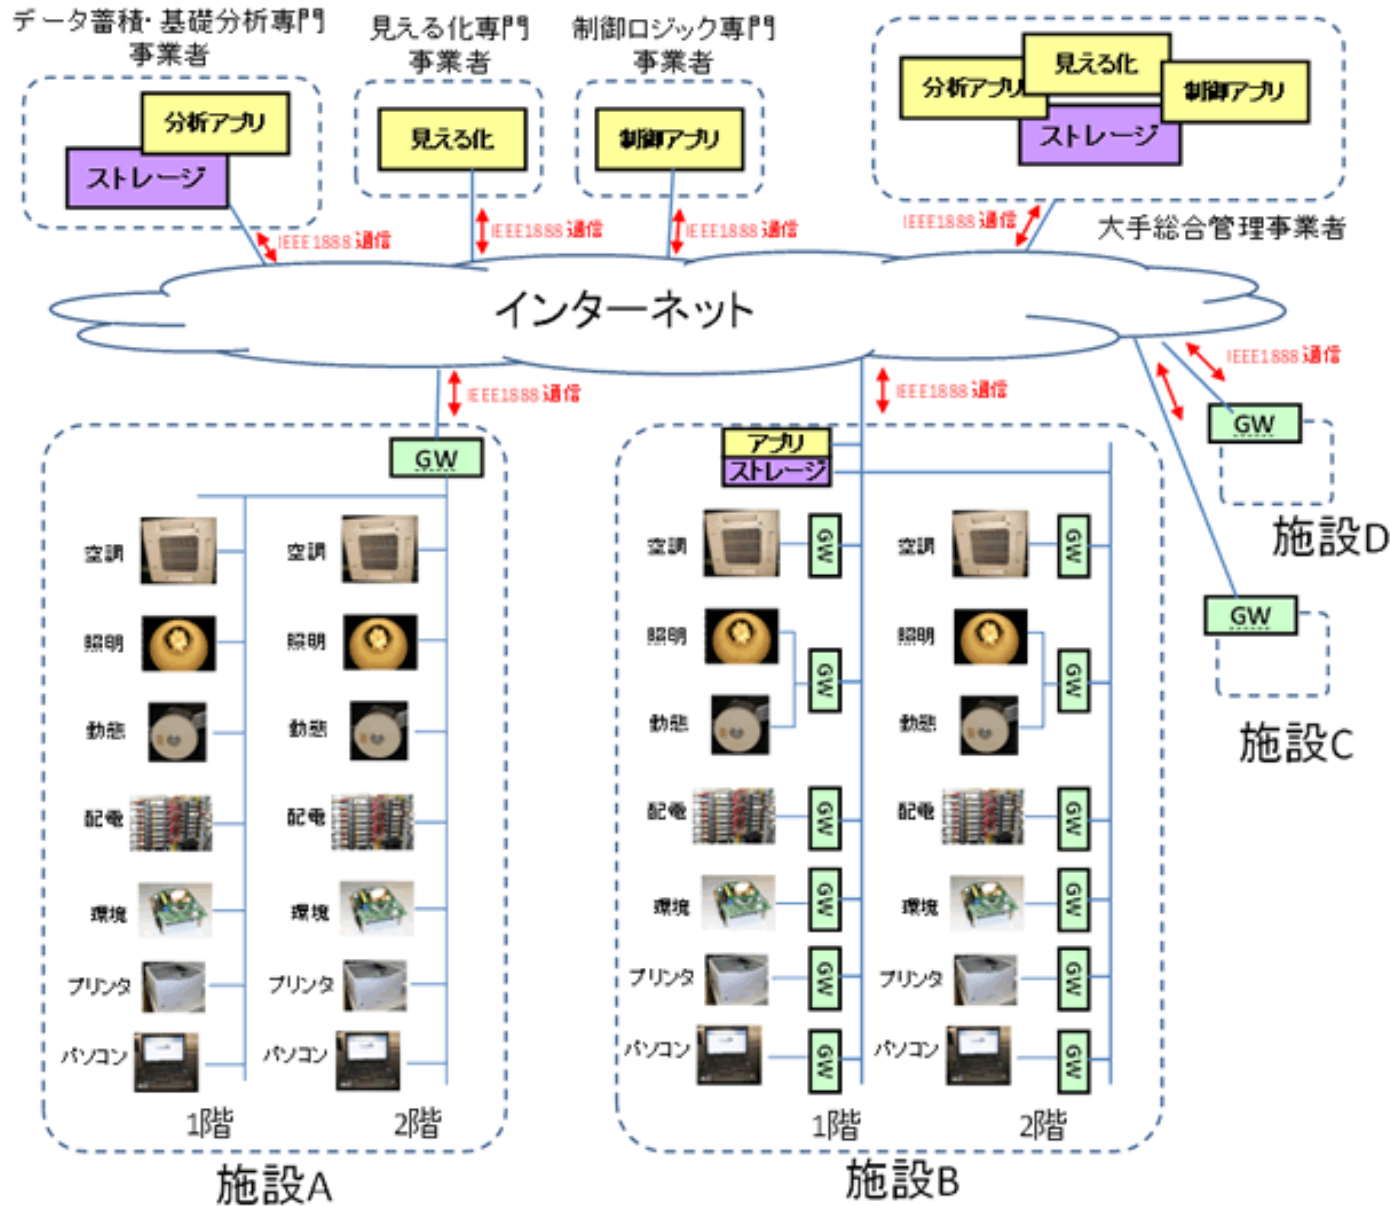 データ蓄積・基礎分析専門
事業者
見える化専門
事業者
制御ロジック専門
事業者
分析アプリ
ストレージ
見える化
制御アプリ
分析アプリ
見える化
制御アプリ
ストレージ
大手総合管理事業者
IEEE1888 通信
IEEE1888 通信
IEEE1888 通信
IEEE1888 通信
インターネット
IEEE1888 通信
IEEE1888 通信
IEEE1888 通信
GW
空調
照明
動態
配電
環境
プリンタ
パソコン
1階
空調
照明
動態
配電
環境
プリンタ
パソコン
2階
施設A
アプリ
ストレージ
空調
GW
照明
GW
動態
配電
GW
環境
GW
プリンタ
GW
パソコン
GW
1階
空調
GW
照明
GW
動態
配電
GW
環境
GW
プリンタ
GW
パソコン
GW
2階
施設B
GW
施設D
GW
施設C